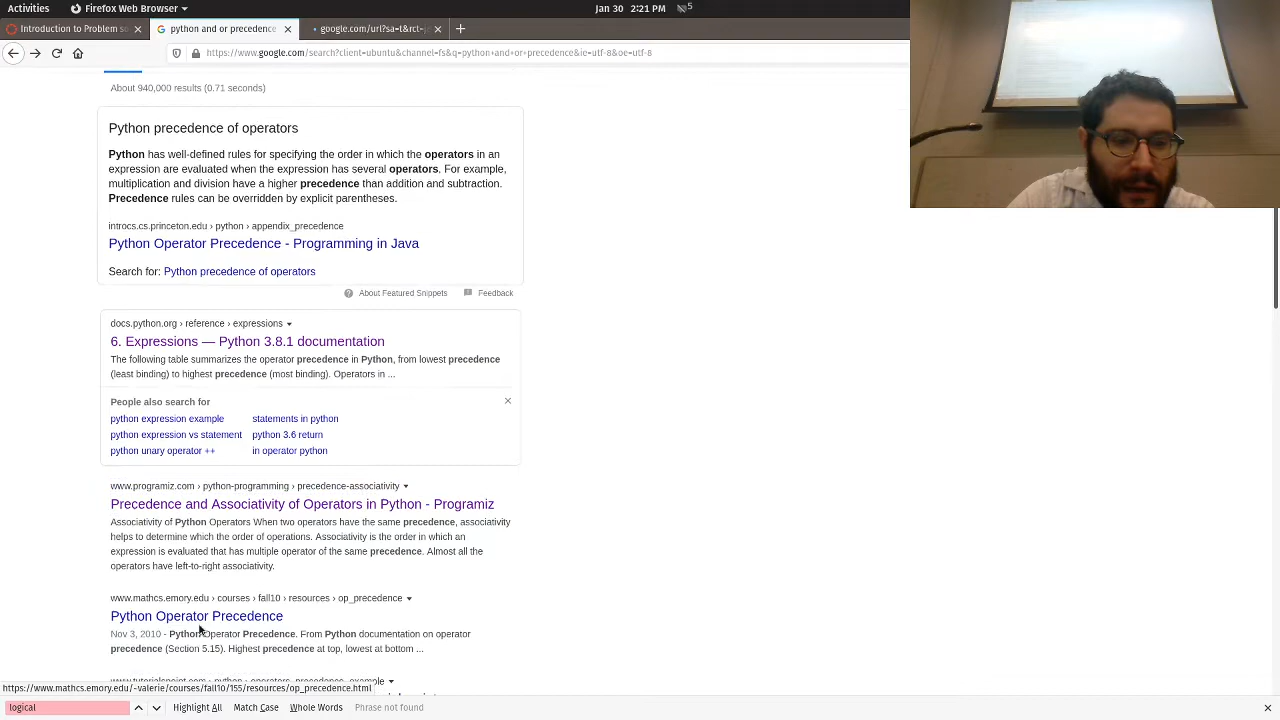 Activities
Firefox Web Browser
Jan 30 2:21 PM
5
Introduction to Problem so
python and or precedence
google.com/url?sa=t&rct=j
https://www.google.com/search?client=ubuntu&channel=fs&q=python+and+or+precedence&ie=utf-8&oe=utf-8
About 940,000 results (0.71 seconds)
Python precedence of operators
Python has well-defined rules for specifying the order in which the operators in an
expression are evaluated when the expression has several operators. For example,
multiplication and division have a higher precedence than addition and subtraction.
Precedence rules can be overridden by explicit parentheses.
introcs.cs.princeton.edu › python › appendix_precedence
Python Operator Precedence - Programming in Java
Search for: Python precedence of operators
About Featured Snippets
Feedback
docs.python.org › reference › expressions
6. Expressions — Python 3.8.1 documentation
The following table summarizes the operator precedence in Python, from lowest precedence
(least binding) to highest precedence (most binding). Operators in ...
People also search for
python expression example
statements in python
python expression vs statement
python 3.6 return
python unary operator ++
in operator python
www.programiz.com › python-programming › precedence-associativity
Precedence and Associativity of Operators in Python - Programiz
Associativity of Python Operators When two operators have the same precedence, associativity
helps to determine which the order of operations. Associativity is the order in which an
expression is evaluated that has multiple operator of the same precedence. Almost all the
operators have left-to-right associativity.
www.mathcs.emory.edu › courses › fall10 › resources › op_precedence
Python Operator Precedence
Nov 3, 2010 - Python Operator Precedence. From Python documentation on operator
precedence (Section 5.15). Highest precedence at top, lowest at bottom ...
www.tutorialspoint.com › python › operators_precedence_example
https://www.mathcs.emory.edu/~valerie/courses/fall10/155/resources/op_precedence.html
logical
Highlight All
Match Case
Whole Words
Phrase not found